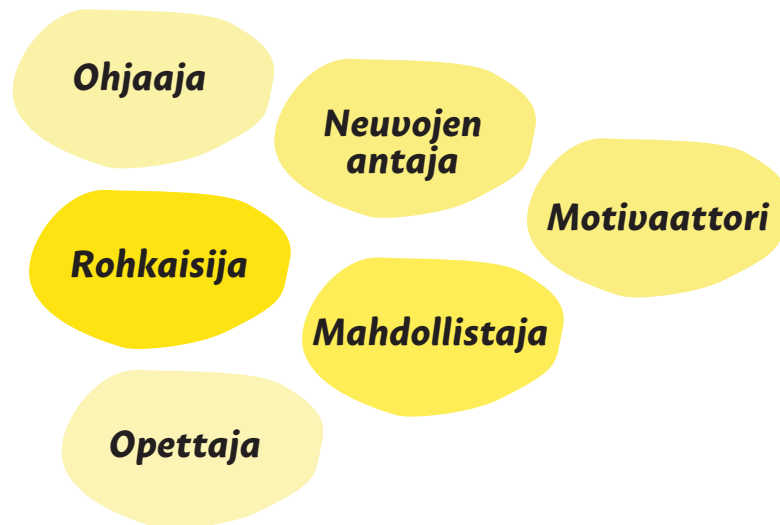 Ohjaaja
Neuvojen
antaja
Motivaattori
Rohkaisija
Mahdollistaja
Opettaja